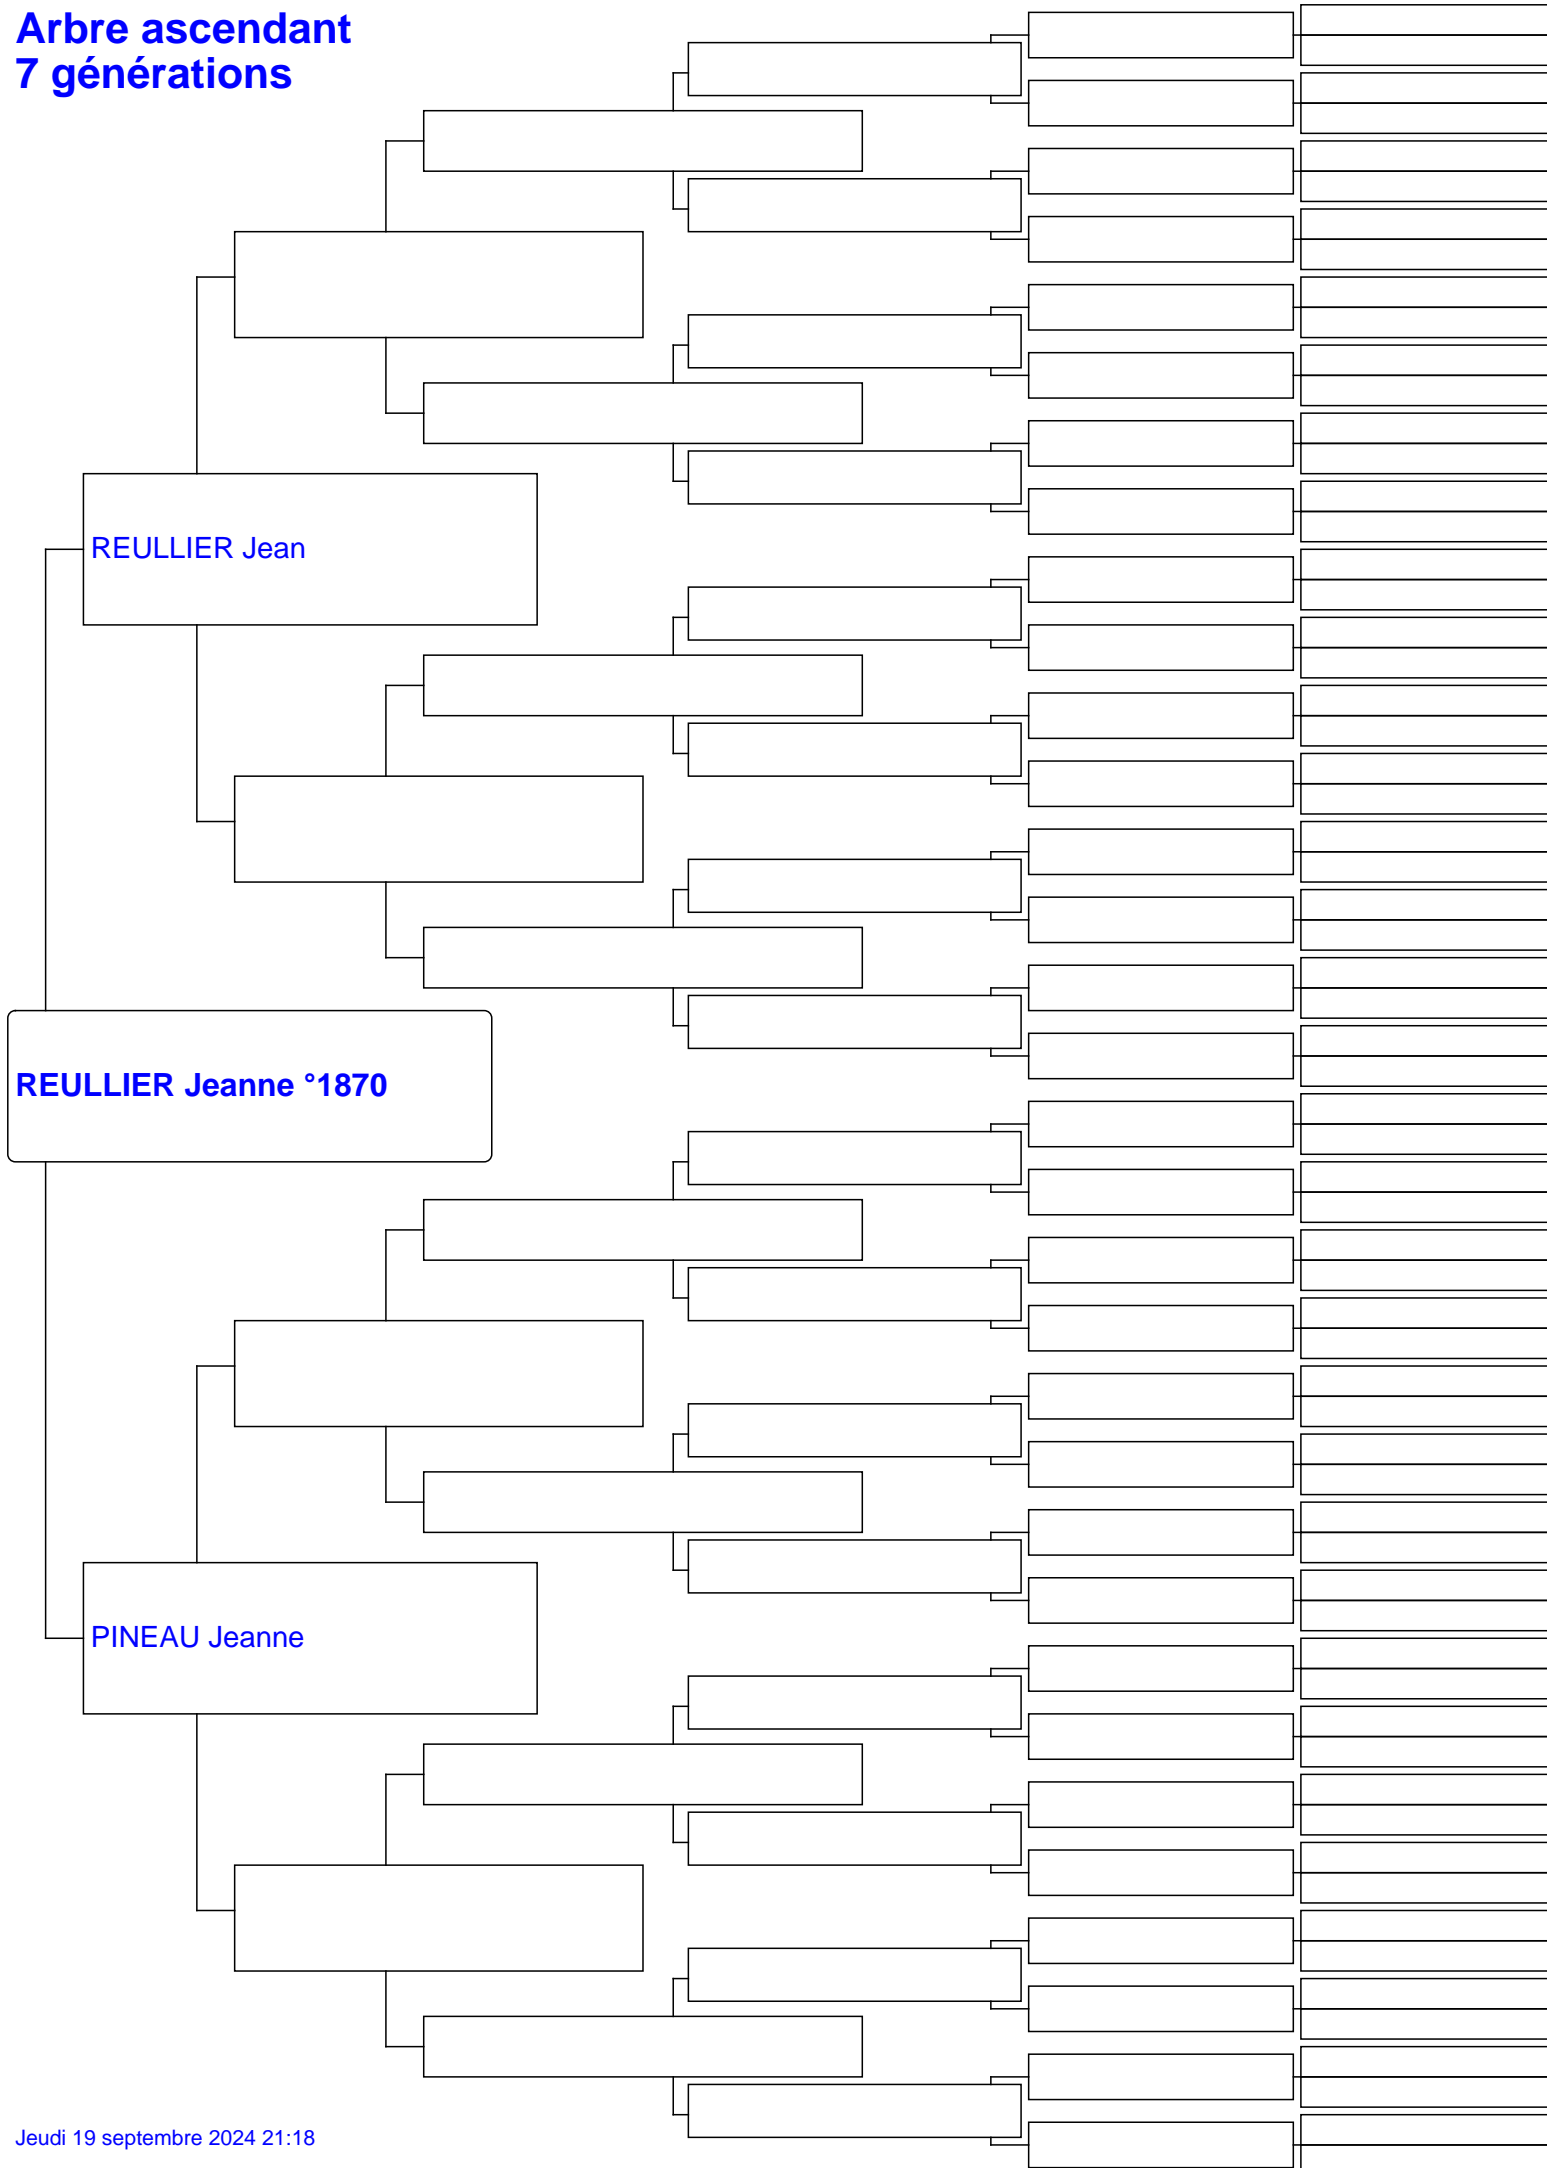 Arbre ascendant
7 générations
REULLIER Jean
REULLIER Jeanne °1870
PINEAU Jeanne
Jeudi 19 septembre 2024 21:18